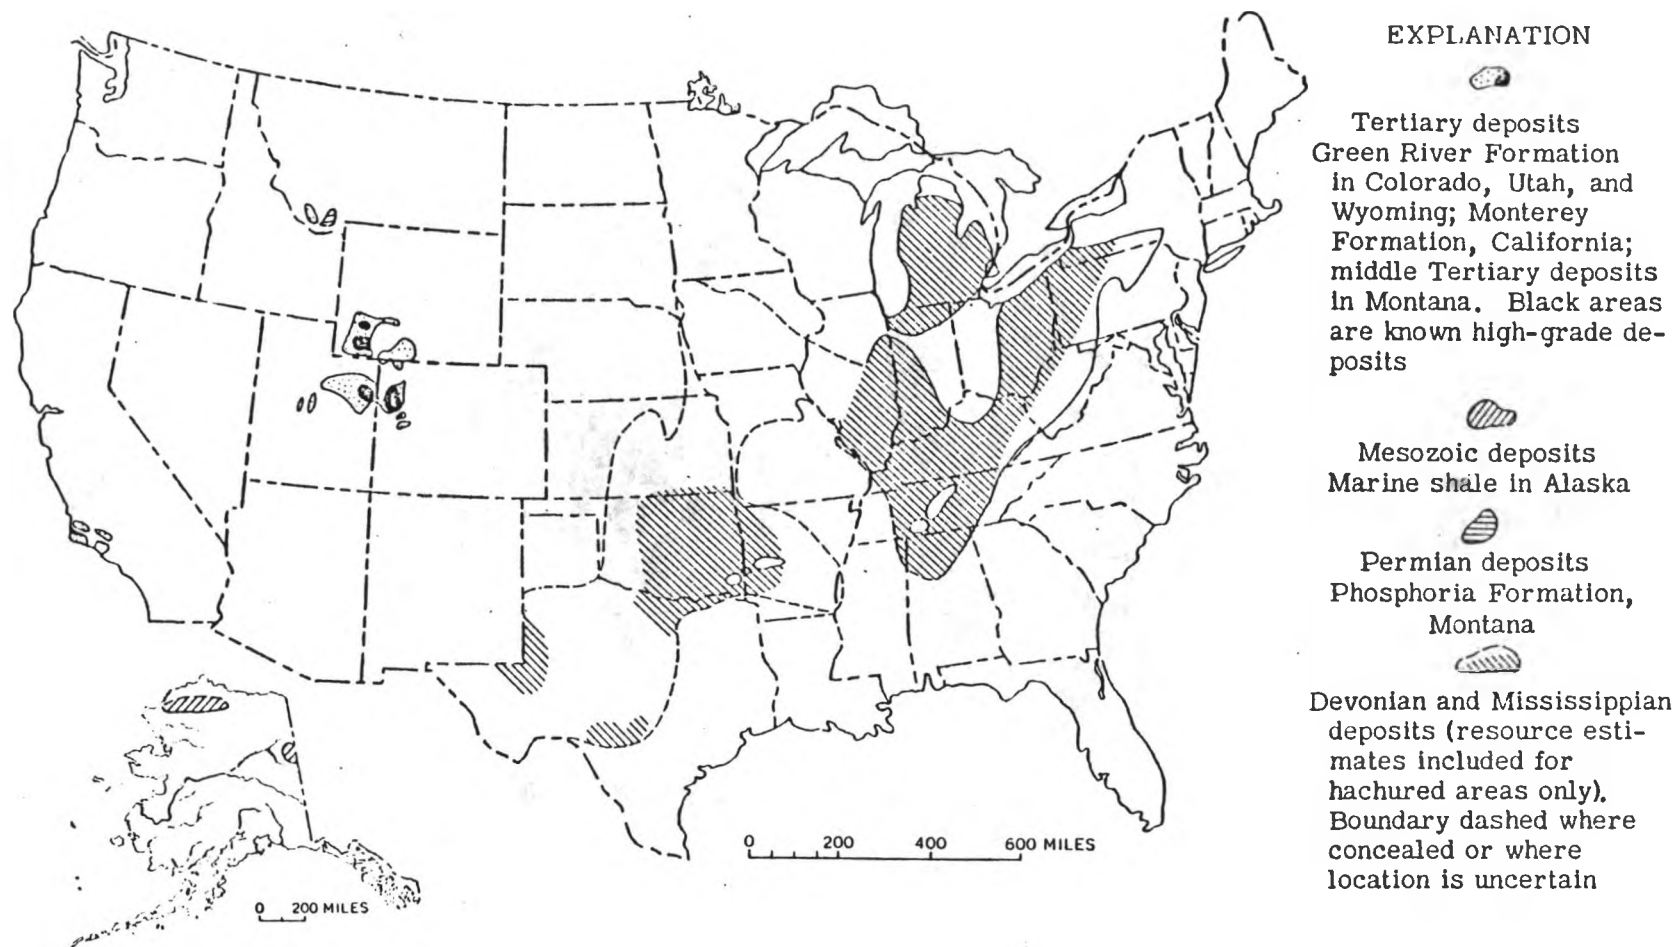 EXPLANATION
Tertiary deposits
Green River Formation
in Colorado, Utah, and
Wyoming; Monterey
Formation, California;
middle Tertiary deposits
in Montana. Black areas
are known high-grade de-
posits
Mesozoic deposits
Marine shale in Alaska
Permian deposits
Phosphoria Formation,
Montana
Devonian and Mississippian
deposits (resource esti-
mates included for
hachured areas only).
Boundary dashed where
concealed or where
location is uncertain
0 200 400 600 MILES
0 200 MILES